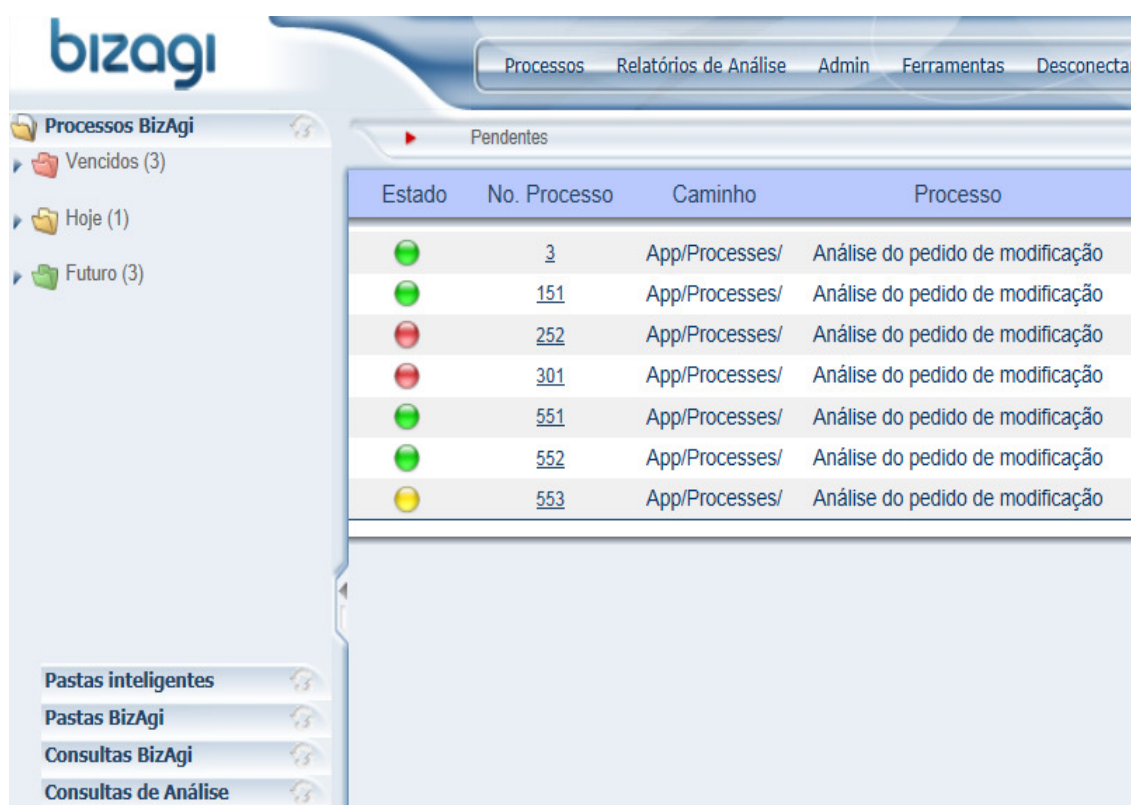 bizagi
Processos Relatórios de Análise Admin Ferramentas Desconectar
Processos BizAgi
Vencidos (3)
Hoje (1)
Futuro (3)
Pendentes
Estado No. Processo Caminho Processo
3 App/Processes/ Análise do pedido de modificação
151 App/Processes/ Análise do pedido de modificação
252 App/Processes/ Análise do pedido de modificação
301 App/Processes/ Análise do pedido de modificação
551 App/Processes/ Análise do pedido de modificação
552 App/Processes/ Análise do pedido de modificação
553 App/Processes/ Análise do pedido de modificação
Pastas inteligentes
Pastas BizAgi
Consultas BizAgi
Consultas de Análise